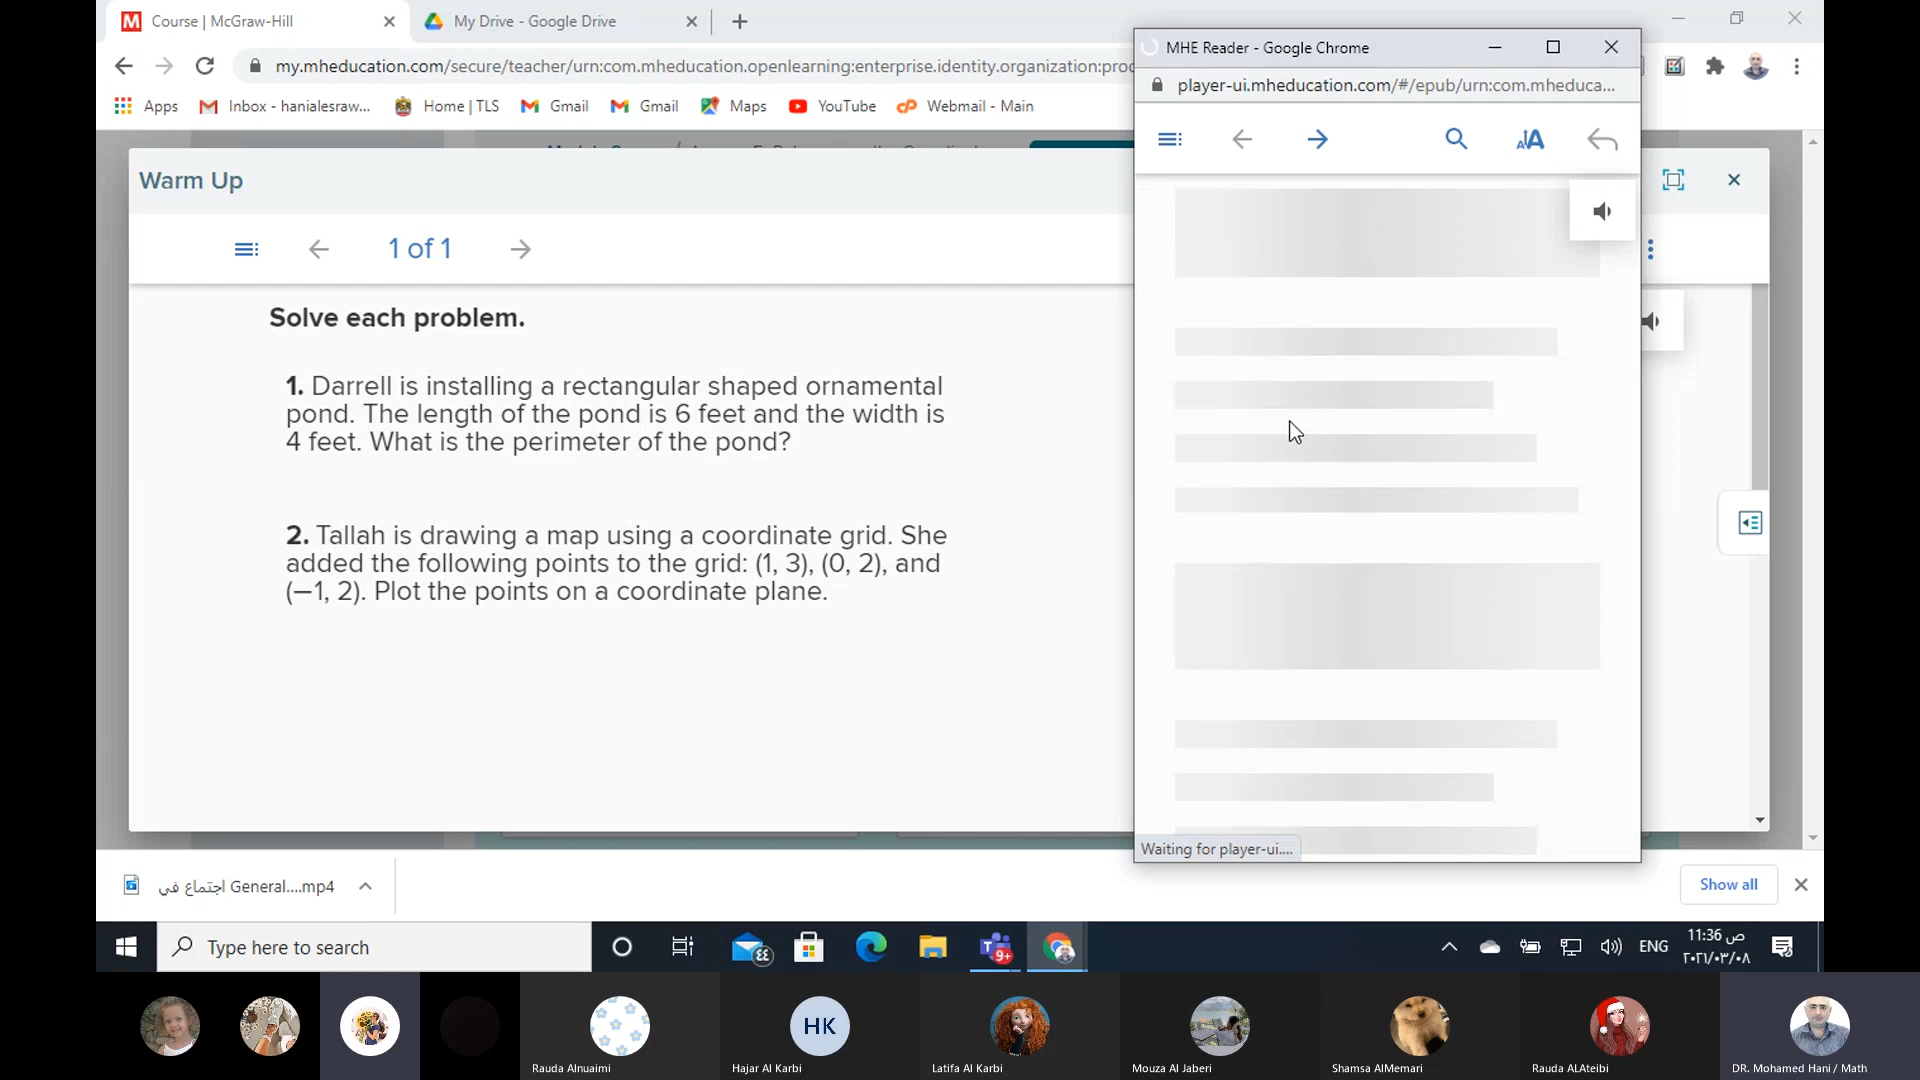 Course | McGraw-Hill
My Drive - Google Drive
my.mheducation.com/secure/teacher/urn:com.mheducation.openlearning:enterprise.identity.organization:prod
Apps
Inbox - hanialesraw...
Home | TLS
Gmail
Gmail
Maps
YouTube
Webmail - Main
MHE Reader - Google Chrome
player-ui.mheducation.com/#/epub/urn:com.mheduca...
Warm Up
1 of 1
Solve each problem.
1. Darrell is installing a rectangular shaped ornamental
pond. The length of the pond is 6 feet and the width is
4 feet. What is the perimeter of the pond?
2. Tallah is drawing a map using a coordinate grid. She
added the following points to the grid: (1, 3), (0, 2), and
(−1, 2). Plot the points on a coordinate plane.
Waiting for player-ui....
اجتماع في General....mp4
Show all
Type here to search
٤٤
9+
ENG
11:36 ص
٢٠٢١/٠٣/٠٨
HK
Rauda Alnuaimi
Hajar Al Karbi
Latifa Al Karbi
Mouza Al Jaberi
Shamsa AlMemari
Rauda ALAteibi
DR. Mohamed Hani / Math